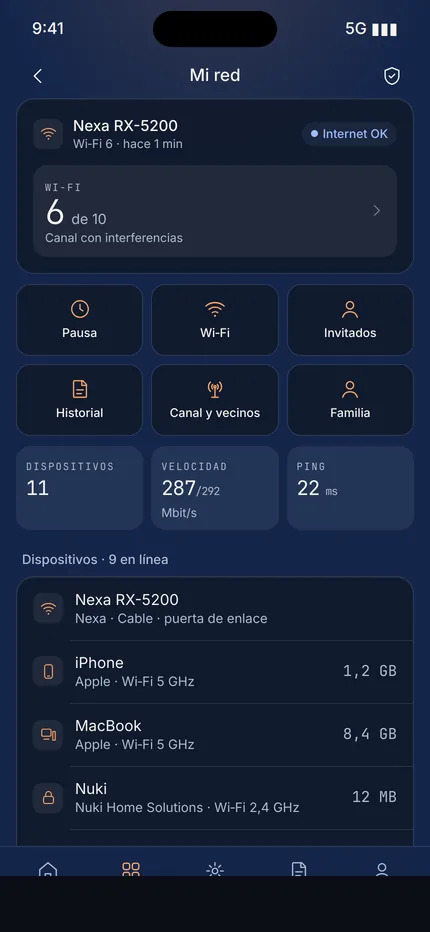 9:41
5G
Mi red
Nexa RX-5200
Wi-Fi 6 · hace 1 min
Internet OK
WI-FI
6 de 10
Canal con interferencias
Pausa
Wi-Fi
Invitados
Historial
Canal y vecinos
Familia
DISPOSITIVOS
11
VELOCIDAD
287/292
Mbit/s
PING
22 ms
Dispositivos · 9 en línea
Nexa RX-5200
Nexa · Cable · puerta de enlace
iPhone
Apple · Wi-Fi 5 GHz
1,2 GB
MacBook
Apple · Wi-Fi 5 GHz
8,4 GB
Nuki
Nuki Home Solutions · Wi-Fi 2,4 GHz
12 MB